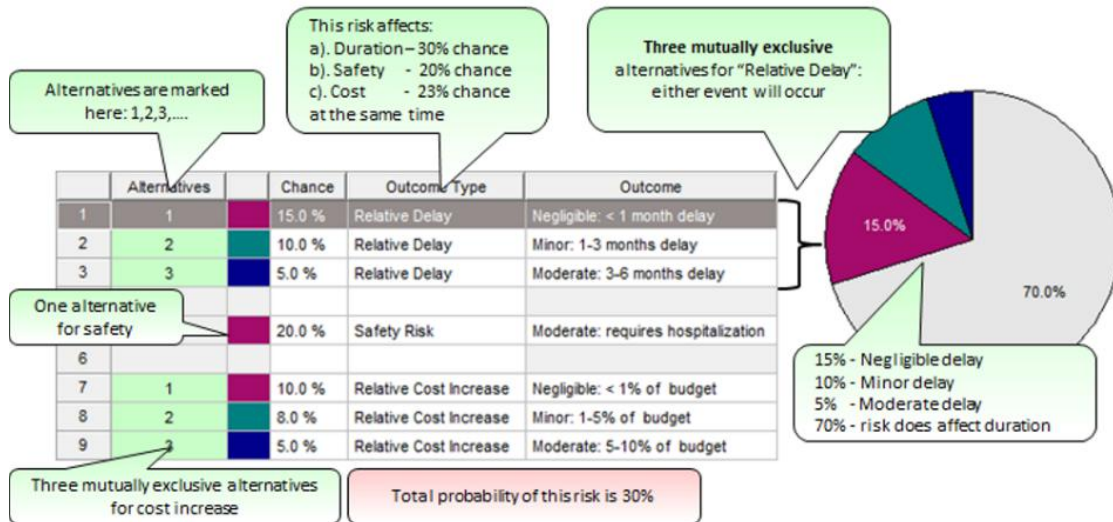 This risk affects:
a). Duration – 30% chance
b). Safety - 20% chance
c). Cost - 23% chance
at the same time
Three mutually exclusive
alternatives for "Relative Delay":
either event will occur
Alternatives are marked
here: 1,2,3,....
Alternatives Chance Outcome Type Outcome
1 1 15.0 % Relative Delay Negligible: < 1 month delay
2 2 10.0 % Relative Delay Minor: 1-3 months delay
3 3 5.0 % Relative Delay Moderate: 3-6 months delay
One alternative
for safety
20.0 % Safety Risk Moderate: requires hospitalization
6
7 1 10.0 % Relative Cost Increase Negligible: < 1% of budget
8 2 8.0 % Relative Cost Increase Minor: 1-5% of budget
9 3 5.0 % Relative Cost Increase Moderate: 5-10% of budget
15.0%
70.0%
15% - Negligible delay
10% - Minor delay
5% - Moderate delay
70% - risk does affect duration
Three mutually exclusive alternatives
for cost increase
Total probability of this risk is 30%